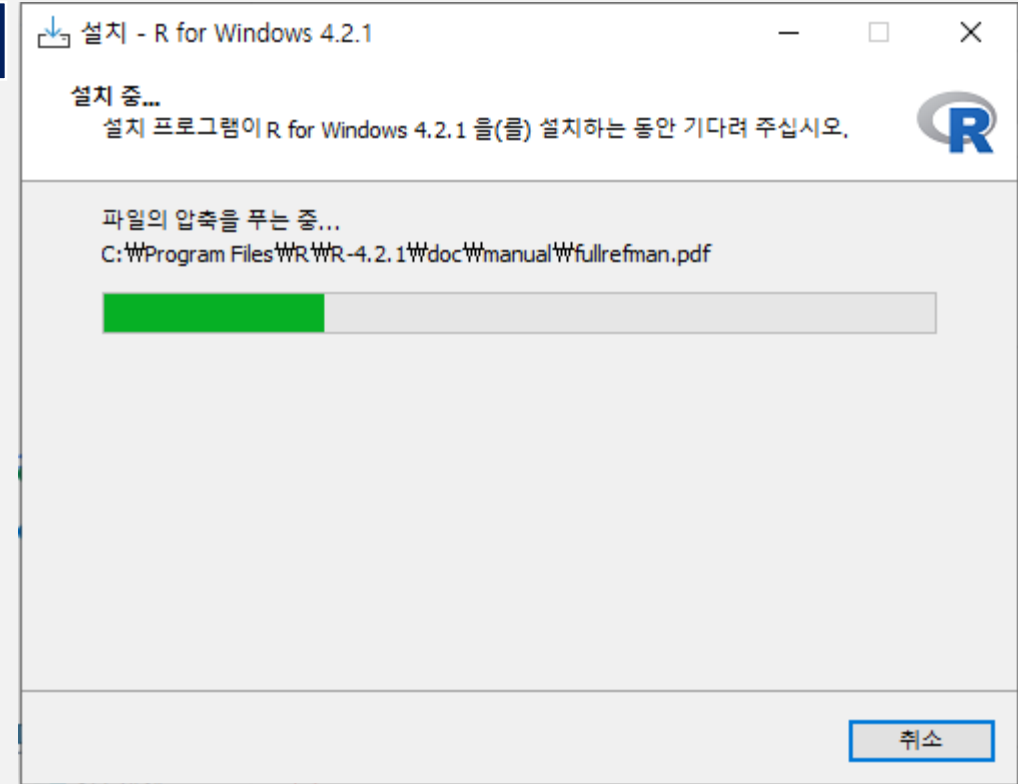 설치 - R for Windows 4.2.1
설치 중...
설치 프로그램이 R for Windows 4.2.1 을(를) 설치하는 동안 기다려 주십시오.
R
파일의 압축을 푸는 중...
C:₩Program Files₩R₩R-4.2.1₩doc₩manual₩fullrefman.pdf
취소